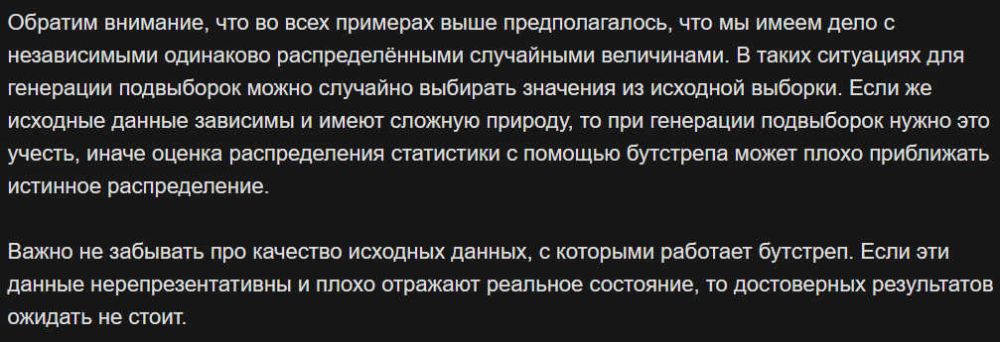 Обратим внимание, что во всех примерах выше предполагалось, что мы имеем дело с
независимыми одинаково распределёнными случайными величинами. В таких ситуациях для
генерации подвыборок можно случайно выбирать значения из исходной выборки. Если же
исходные данные зависимы и имеют сложную природу, то при генерации подвыборок нужно это
учесть, иначе оценка распределения статистики с помощью бутстрепа может плохо приближать
истинное распределение.
Важно не забывать про качество исходных данных, с которыми работает бутстреп. Если эти
данные нерепрезентативны и плохо отражают реальное состояние, то достоверных результатов
ожидать не стоит.